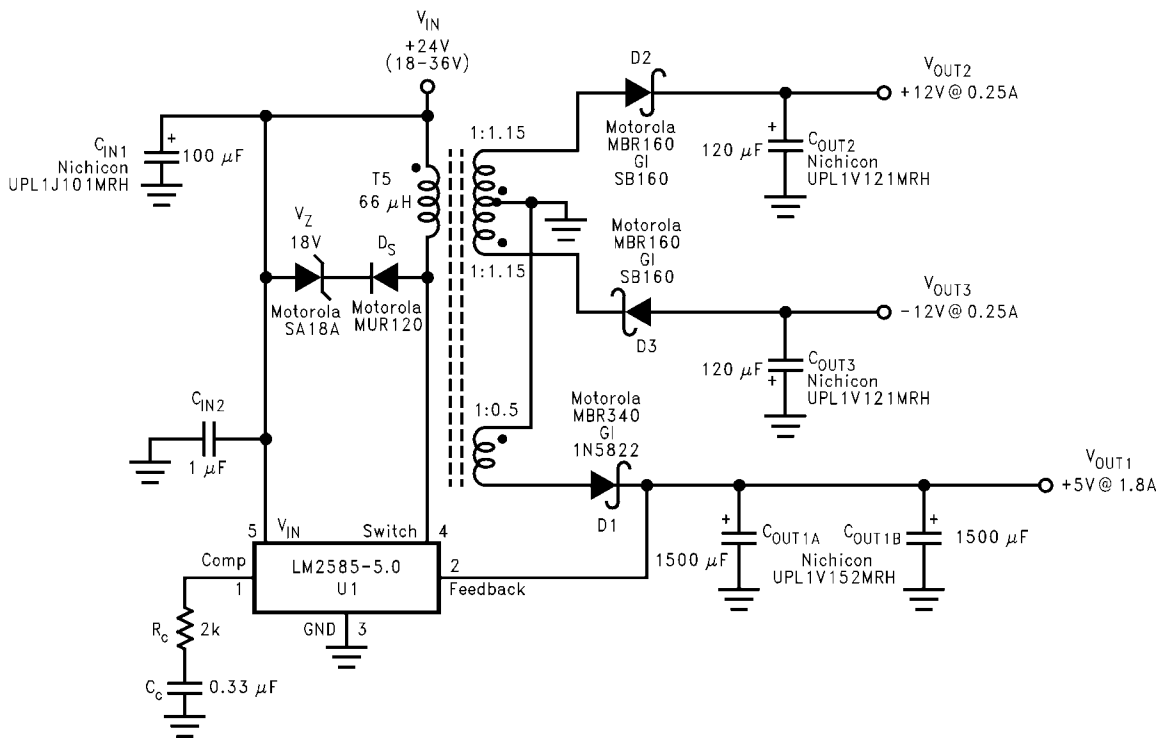 V_IN
+24V
(18-36V)
C_IN1
Nichicon
UPL1J101MRH
+
100 μF
T5
66 μH
1:1.15
1:1.15
D2
Motorola
MBR160
GI
SB160
V_OUT2
+12V@0.25A
+
120 μF
C_OUT2
Nichicon
UPL1V121MRH
V_Z
18V
D_S
Motorola
SA18A
Motorola
MUR120
Motorola
MBR160
GI
SB160
D3
V_OUT3
-12V@0.25A
120 μF
+
C_OUT3
Nichicon
UPL1V121MRH
C_IN2
1 μF
1:0.5
Motorola
MBR340
GI
1N5822
D1
V_OUT1
+5V@1.8A
+
1500 μF
C_OUT1A
C_OUT1B
Nichicon
UPL1V152MRH
+
1500 μF
5
V_IN
Switch
4
Comp
1
LM2585-5.0
U1
2
Feedback
GND
3
R_c
2k
C_c
0.33 μF